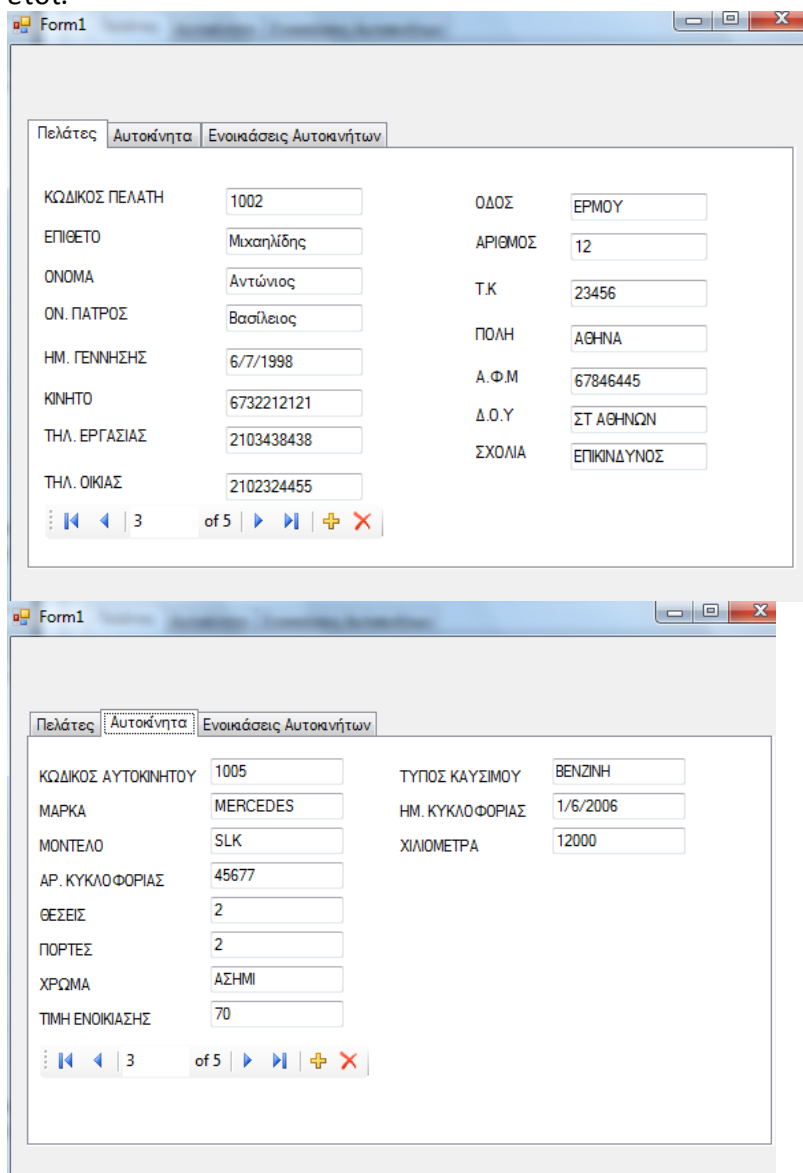 έτσι:
Form1
Πελάτες Αυτοκίνητα Ενοικιάσεις Αυτοκινήτων
ΚΩΔΙΚΟΣ ΠΕΛΑΤΗ 1002
ΕΠΙΘΕΤΟ Μιχαηλίδης
ΟΝΟΜΑ Αντώνιος
ΟΝ. ΠΑΤΡΟΣ Βασίλειος
ΗΜ. ΓΕΝΝΗΣΗΣ 6/7/1998
ΚΙΝΗΤΟ 6732212121
ΤΗΛ. ΕΡΓΑΣΙΑΣ 2103438438
ΤΗΛ. ΟΙΚΙΑΣ 2102324455
ΟΔΟΣ ΕΡΜΟΥ
ΑΡΙΘΜΟΣ 12
Τ.Κ 23456
ΠΟΛΗ ΑΘΗΝΑ
Α.Φ.Μ 67846445
Δ.Ο.Υ ΣΤ ΑΘΗΝΩΝ
ΣΧΟΛΙΑ ΕΠΙΚΙΝΔΥΝΟΣ
3 of 5
Form1
Πελάτες Αυτοκίνητα Ενοικιάσεις Αυτοκινήτων
ΚΩΔΙΚΟΣ ΑΥΤΟΚΙΝΗΤΟΥ 1005
ΜΑΡΚΑ MERCEDES
ΜΟΝΤΕΛΟ SLK
ΑΡ. ΚΥΚΛΟΦΟΡΙΑΣ 45677
ΘΕΣΕΙΣ 2
ΠΟΡΤΕΣ 2
ΧΡΩΜΑ ΑΣΗΜΙ
ΤΙΜΗ ΕΝΟΙΚΙΑΣΗΣ 70
ΤΥΠΟΣ ΚΑΥΣΙΜΟΥ ΒΕΝΖΙΝΗ
ΗΜ. ΚΥΚΛΟΦΟΡΙΑΣ 1/6/2006
ΧΙΛΙΟΜΕΤΡΑ 12000
3 of 5